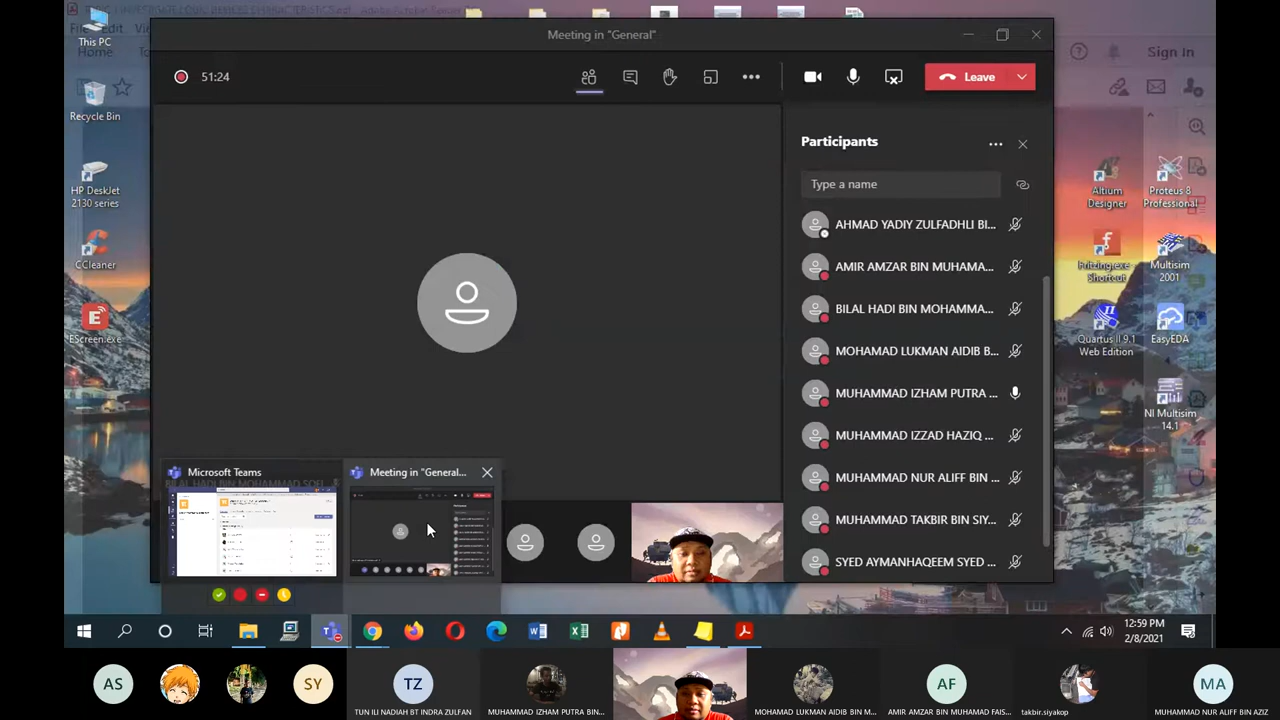 This PC
Recycle Bin
HP DeskJet
2130 series
CCleaner
EScreen.exe
File Edit
Home
Sign In
Meeting in "General"
51:24
Leave
Participants
Type a name
AHMAD YADIY ZULFADHLI BI...
AMIR AMZAR BIN MUHAMA...
BILAL HADI BIN MOHAMMA...
MOHAMAD LUKMAN AIDIB B...
MUHAMMAD IZHAM PUTRA ...
MUHAMMAD IZZAD HAZIQ ...
MUHAMMAD NUR ALIFF BIN ...
MUHAMMAD TAKBIR BIN SIY...
SYED AYMANHAQEEM SYED ...
Microsoft Teams
Meeting in "General...
Altium
Designer
Proteus 8
Professional
Fritzing.exe
Shortcut
Multisim
2001
Quartus II 9.1
Web Edition
EasyEDA
NI Multisim
14.1
12:59 PM
2/8/2021
AS
SY
TZ
AF
MA
TUN ILI NADIAH BT INDRA ZULFAN
MUHAMMAD IZHAM PUTRA BIN...
MOHAMAD LUKMAN AIDIB BIN M...
AMIR AMZAR BIN MUHAMAD FAIS...
takbir.siyakop
MUHAMMAD NUR ALIFF BIN AZIZ